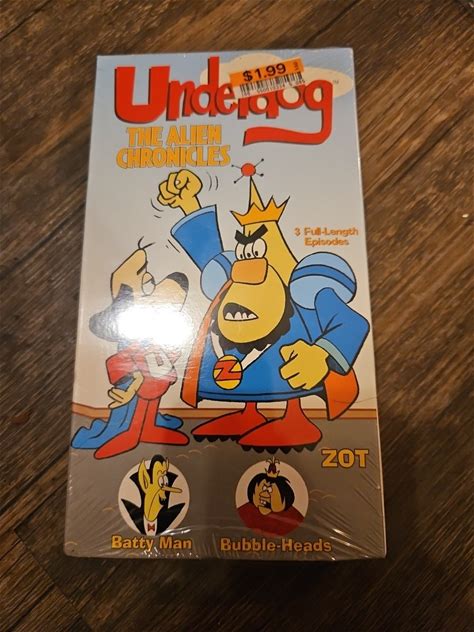 Underdog
$1.99
THE ALIEN
CHRONICLES
3 Full-Length
Episodes
U
Z
ZOT
Batty Man
Bubble-Heads